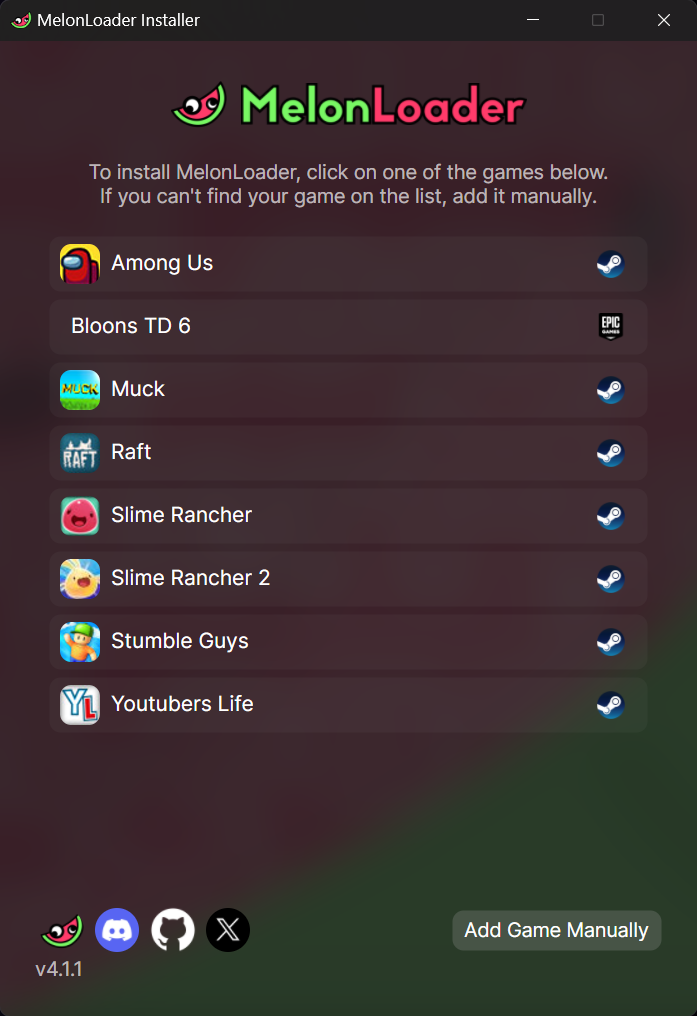 MelonLoader Installer
MelonLoader
To install MelonLoader, click on one of the games below.
If you can't find your game on the list, add it manually.
Among Us
Bloons TD 6
EPIC
GAMES
MUCK
Muck
RAFT
Raft
Slime Rancher
Slime Rancher 2
Stumble Guys
YL
Youtubers Life
Add Game Manually
v4.1.1